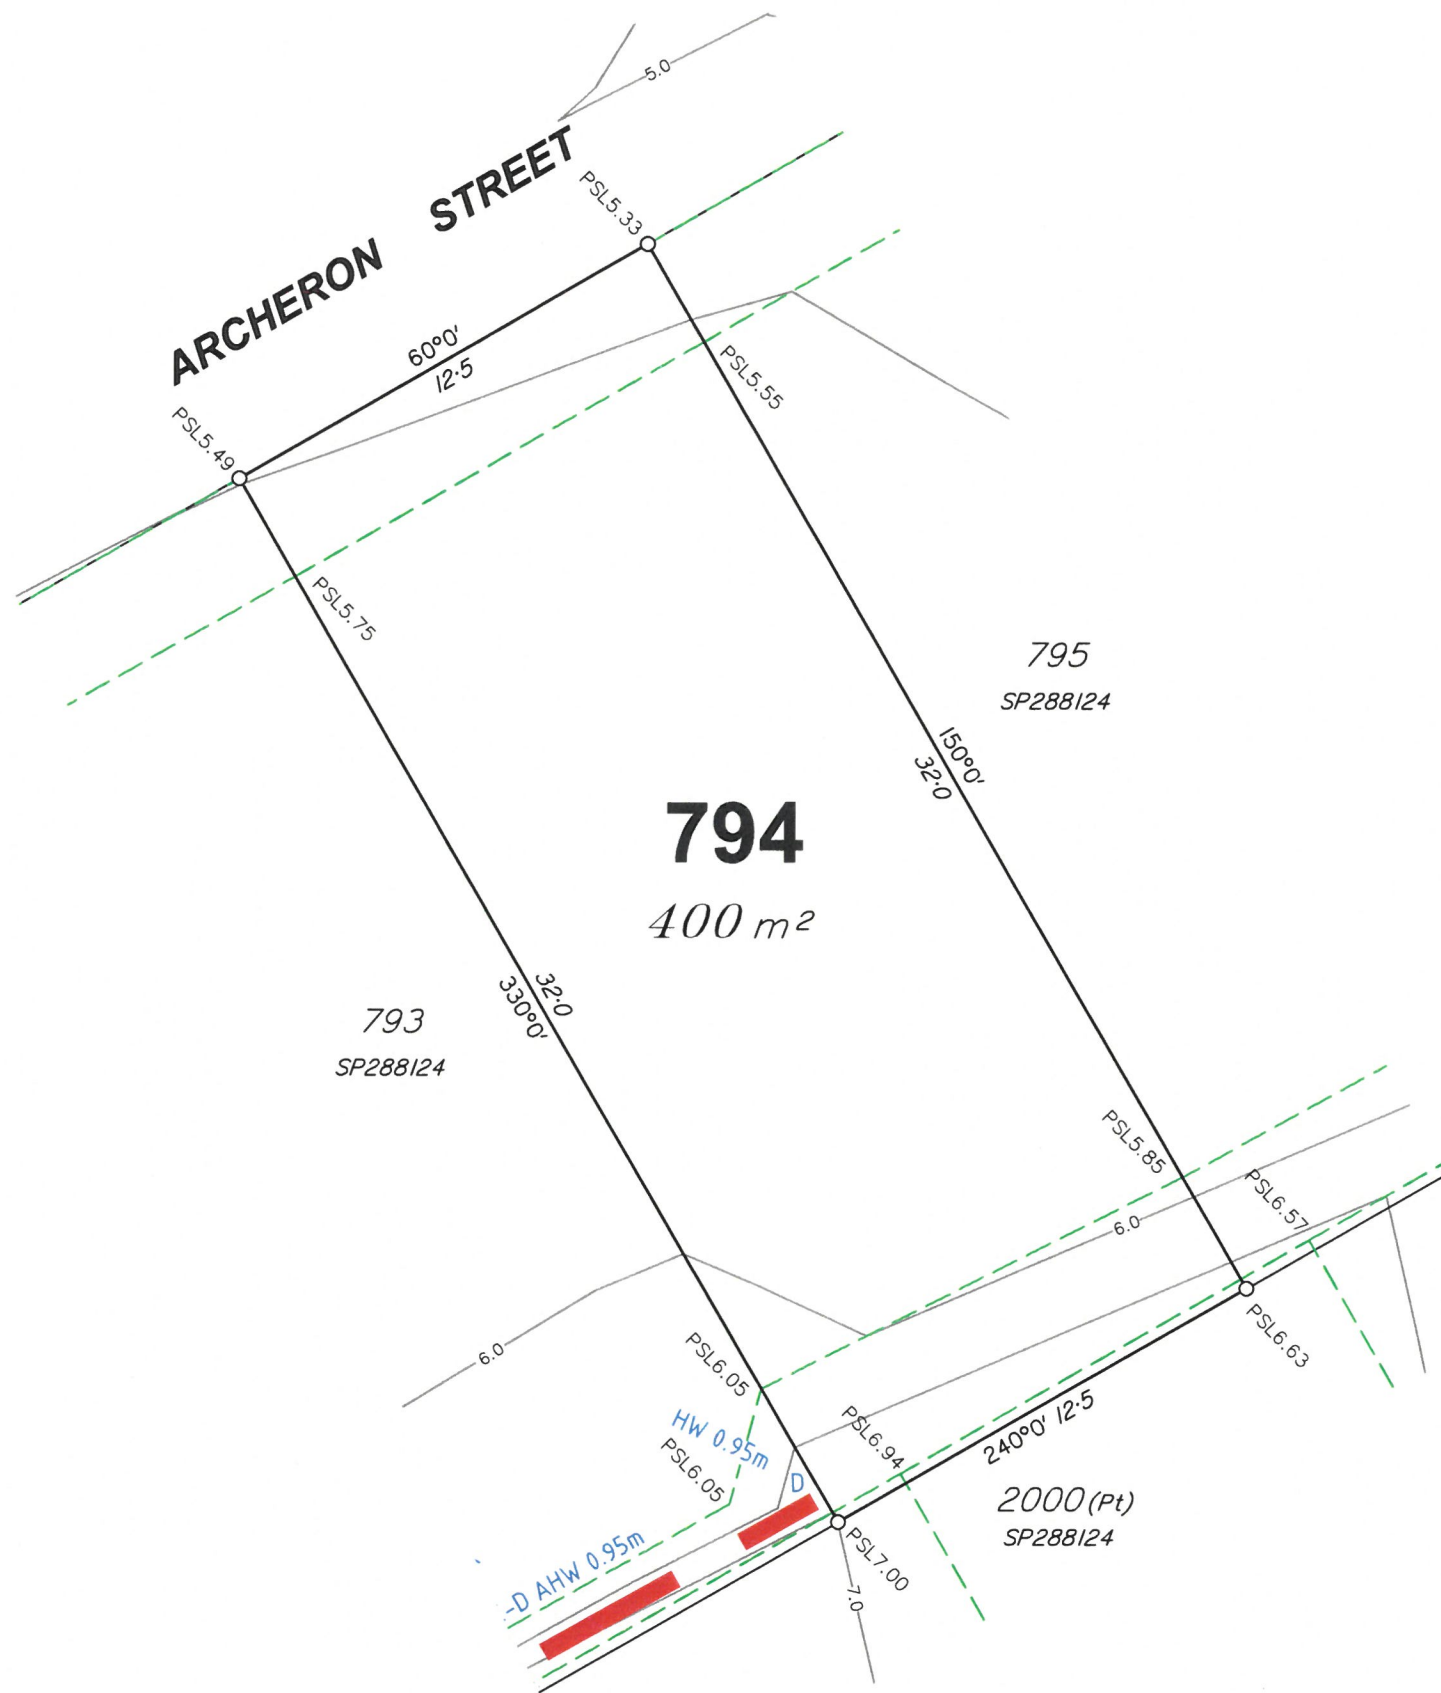 5.0
ARCHERON STREET
PSL5.33
60°0'
12·5
PSL5.55
PSL5.49
PSL5.75
795
SP288124
150°0'
32·0
794
400 m²
32·0
330°0'
793
SP288124
PSL5.85
PSL6.57
6.0
6.0
PSL6.63
PSL6.05
HW 0.95m
PSL6.05
D
PSL6.94
240°0' 12·5
2000 (Pt)
SP288124
PSL7.00
-D AHW 0.95m
7.0